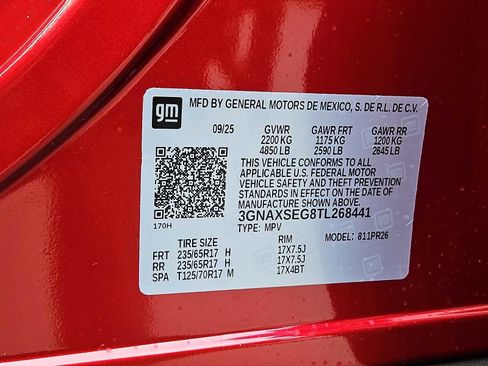 gm
MFD BY GENERAL MOTORS DE MEXICO, S. DE R.L. DE C.V.
09/25 GVWR GAWR FRT GAWR RR
2200 KG 1175 KG 1200 KG
4850 LB 2590 LB 2645 LB
THIS VEHICLE CONFORMS TO ALL
APPLICABLE U.S. FEDERAL MOTOR
VEHICLE SAFETY AND THEFT PREVENTION
STANDARDS IN EFFECT ON THE DATE OF
MANUFACTURE SHOWN ABOVE.
3GNAXSEG8TL268441
170H TYPE: MPV
TIRE SIZE RIM MODEL: 811PR26
FRT 235/65R17 H 17X7.5J
RR 235/65R17 H 17X7.5J
SPA T125/70R17 M 17X4BT